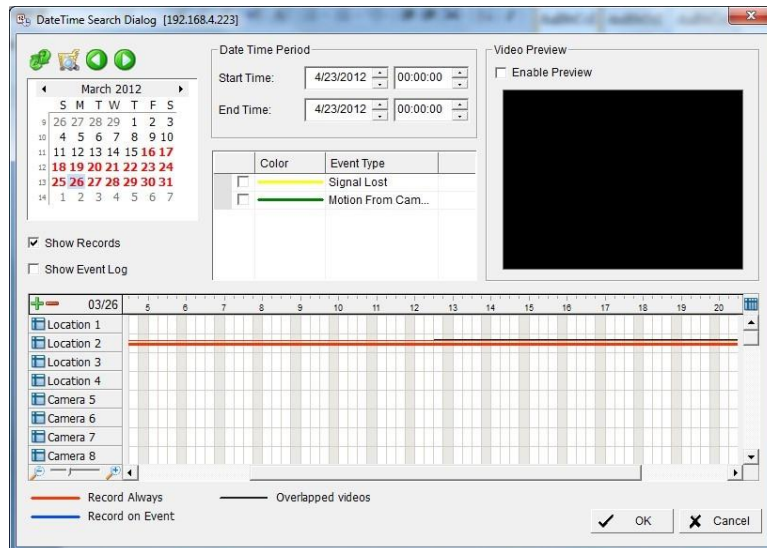 DateTime Search Dialog [192.168.4.223]
March 2012
S M T W T F S
9 26 27 28 29 1 2 3
10 4 5 6 7 8 9 10
11 11 12 13 14 15 16 17
12 18 19 20 21 22 23 24
13 25 26 27 28 29 30 31
14 1 2 3 4 5 6 7
Show Records
Show Event Log
Date Time Period
Start Time: 4/23/2012 00:00:00
End Time: 4/23/2012 00:00:00
Color Event Type
Signal Lost
Motion From Cam...
Video Preview
Enable Preview
03/26 5 6 7 8 9 10 11 12 13 14 15 16 17 18 19 20
Location 1
Location 2
Location 3
Location 4
Camera 5
Camera 6
Camera 7
Camera 8
Record Always Overlapped videos
Record on Event
OK Cancel